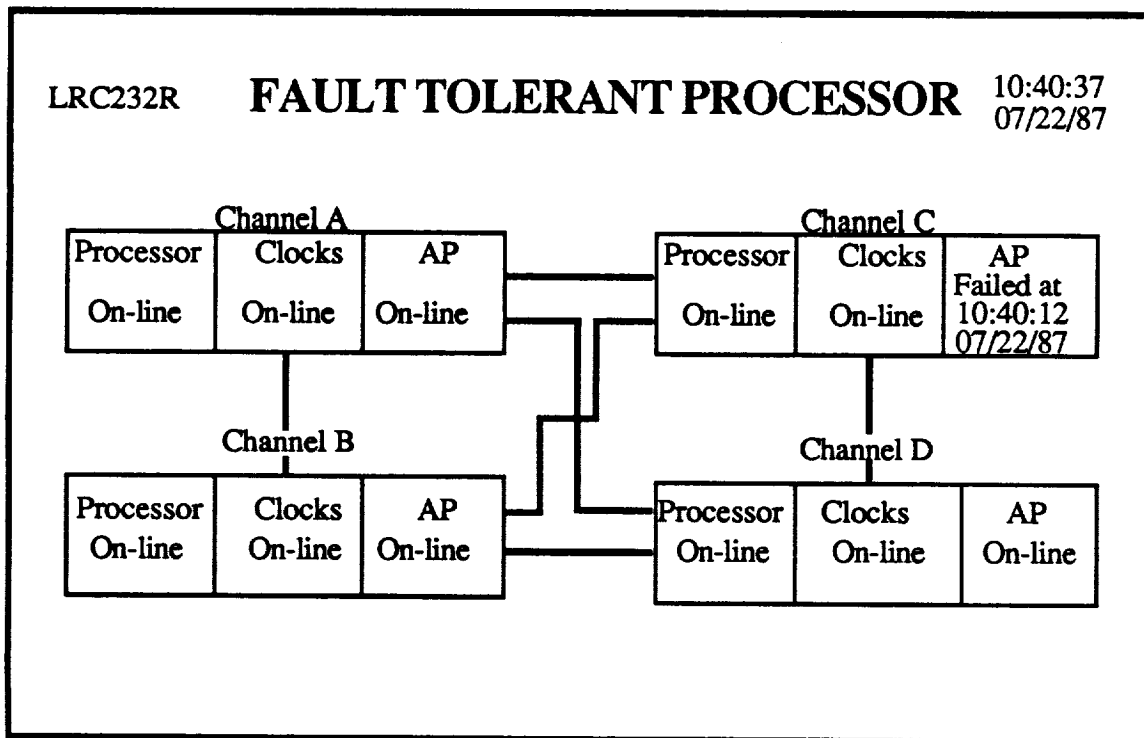 LRC232R
FAULT TOLERANT PROCESSOR
10:40:37
07/22/87
Channel A
Processor
On-line
Clocks
On-line
AP
On-line
Channel C
Processor
On-line
Clocks
On-line
AP
Failed at
10:40:12
07/22/87
Channel B
Processor
On-line
Clocks
On-line
AP
On-line
Channel D
Processor
On-line
Clocks
On-line
AP
On-line